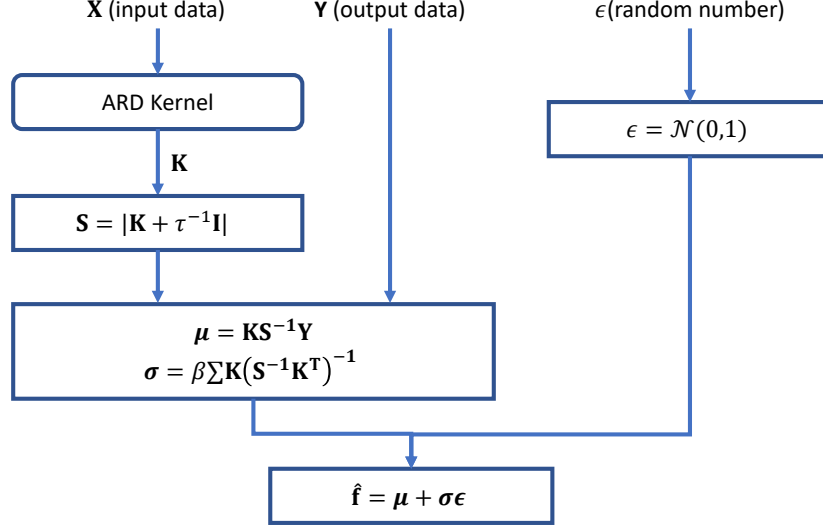 𝐗 (input data)
𝐘 (output data)
ϵ(random number)
ARD Kernel
ϵ = 𝒩(0,1)
𝐊
𝐒 = |𝐊 + τ⁻¹𝐈|
𝝁 = 𝐊𝐒⁻¹𝐘
𝝈 = β∑𝐊(𝐒⁻¹𝐊ᵀ)⁻¹
𝐟̂ = 𝝁 + 𝝈𝝐